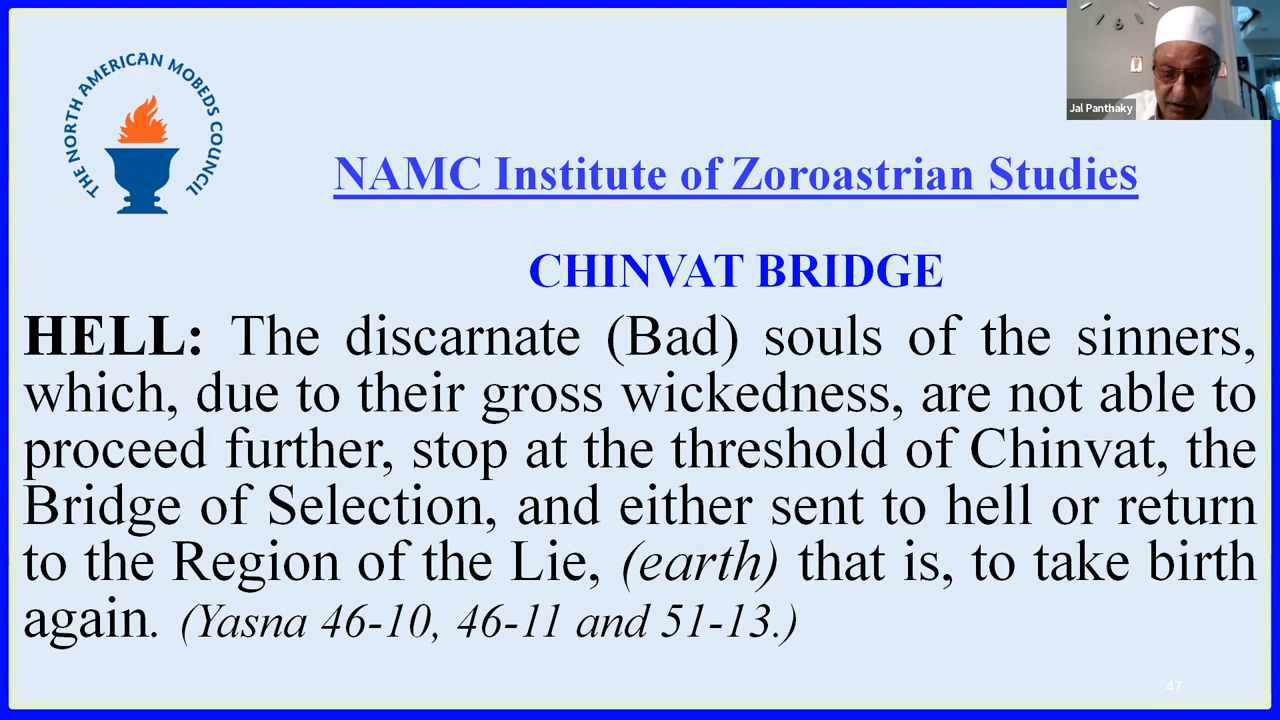 THE NORTH AMERICAN MOBEDS COUNCIL
Jal Panthaky
NAMC Institute of Zoroastrian Studies
CHINVAT BRIDGE
HELL: The discarnate (Bad) souls of the sinners,
which, due to their gross wickedness, are not able to
proceed further, stop at the threshold of Chinvat, the
Bridge of Selection, and either sent to hell or return
to the Region of the Lie, (earth) that is, to take birth
again. (Yasna 46-10, 46-11 and 51-13.)
47